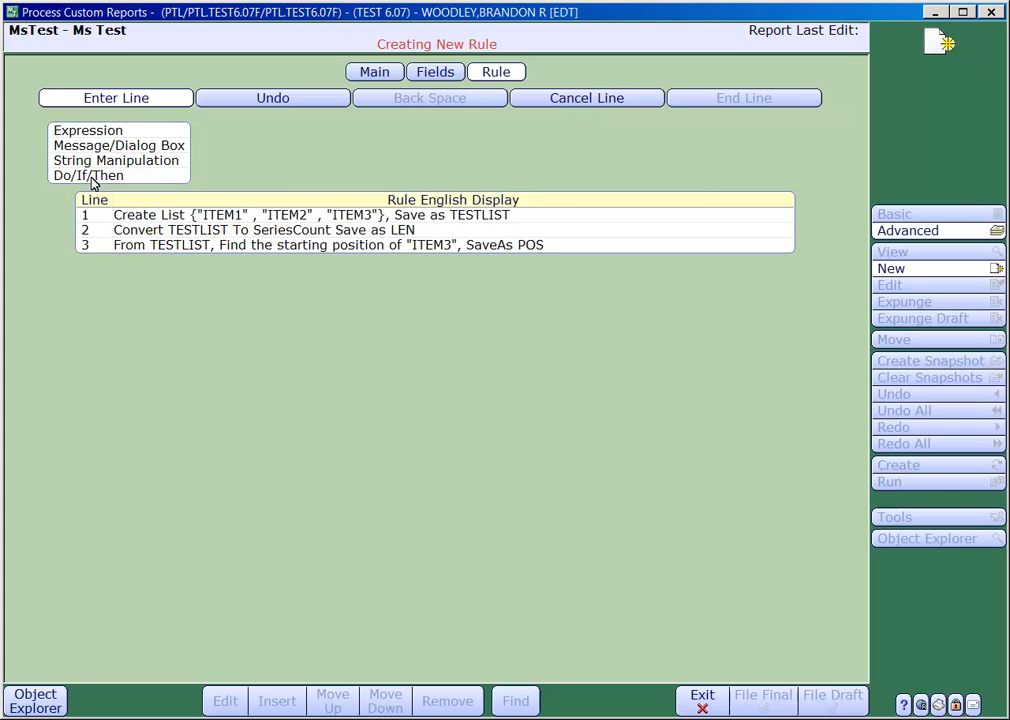 Process Custom Reports - (PTL/PTL.TEST6.07F/PTL.TEST6.07F) - (TEST 6.07) - WOODLEY,BRANDON R [EDT]
MsTest - Ms Test
Report Last Edit:
Creating New Rule
Main Fields Rule
Enter Line Undo Back Space Cancel Line End Line
Expression
Message/Dialog Box
String Manipulation
Do/If/Then
Line Rule English Display
1 Create List {"ITEM1" , "ITEM2" , "ITEM3"}, Save as TESTLIST
2 Convert TESTLIST To SeriesCount Save as LEN
3 From TESTLIST, Find the starting position of "ITEM3", SaveAs POS
Basic
Advanced
View
New
Edit
Expunge
Expunge Draft
Move
Create Snapshot
Clear Snapshots
Undo
Undo All
Redo
Redo All
Create
Run
Tools
Object Explorer
Object Explorer
Edit Insert Move Up Move Down Remove Find Exit File Final File Draft
?